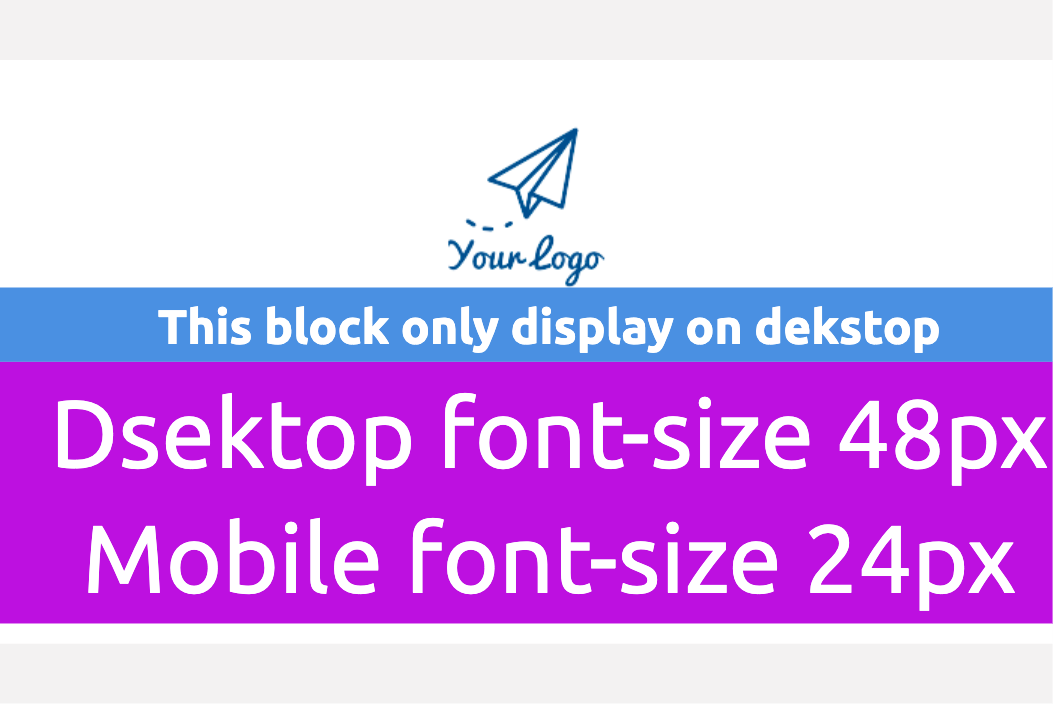 Your Logo
This block only display on dekstop
Dsektop font-size 48px
Mobile font-size 24px